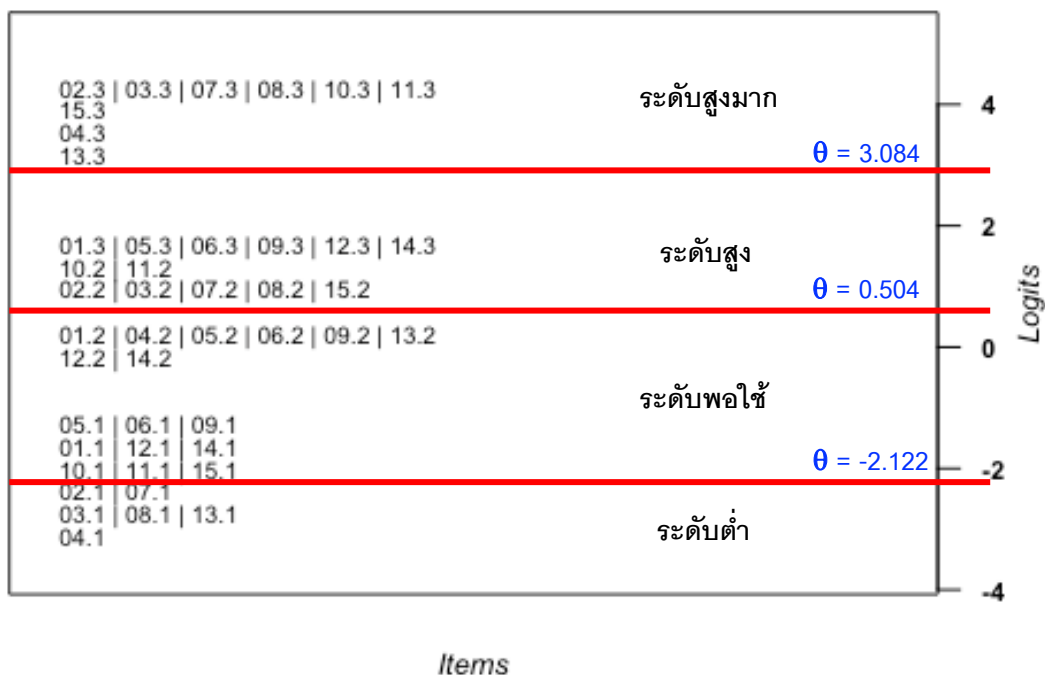 02.3 | 03.3 | 07.3 | 08.3 | 10.3 | 11.3
15.3
04.3
13.3
ระดับสูงมาก
θ = 3.084
4
01.3 | 05.3 | 06.3 | 09.3 | 12.3 | 14.3
10.2 | 11.2
02.2 | 03.2 | 07.2 | 08.2 | 15.2
ระดับสูง
θ = 0.504
2
01.2 | 04.2 | 05.2 | 06.2 | 09.2 | 13.2
12.2 | 14.2
0
Logits
05.1 | 06.1 | 09.1
01.1 | 12.1 | 14.1
10.1 | 11.1 | 15.1
ระดับพอใช้
θ = -2.122
-2
02.1 | 07.1
03.1 | 08.1 | 13.1
04.1
ระดับต่ำ
-4
Items